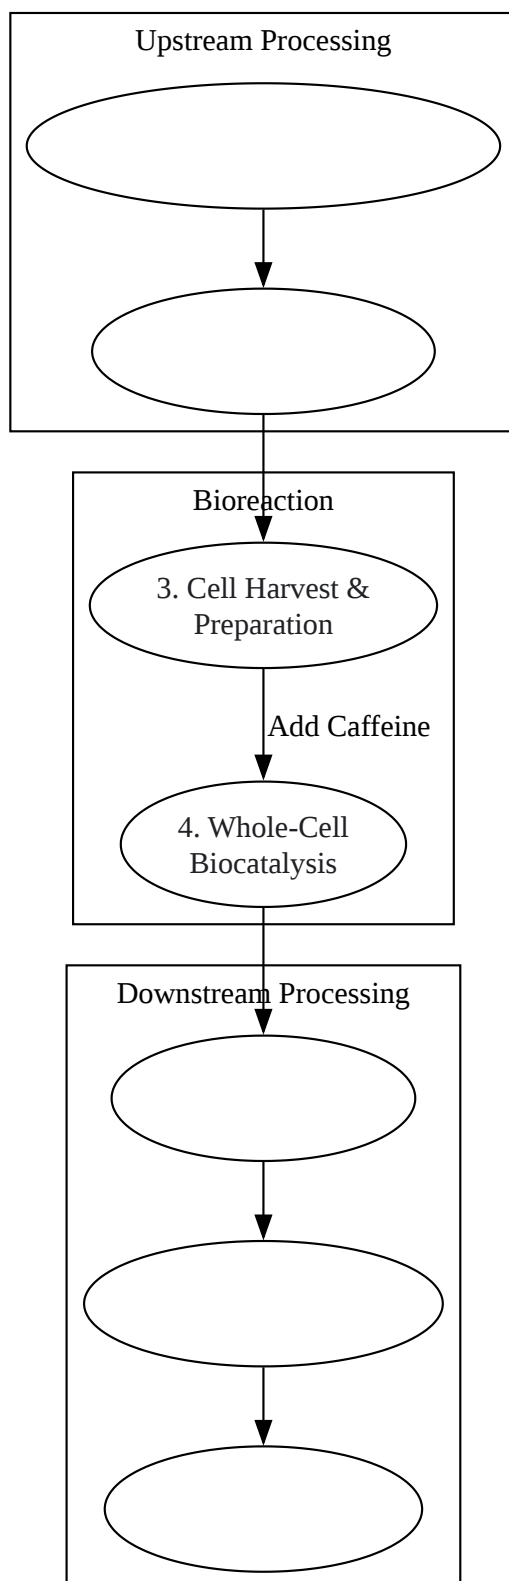 Upstream Processing
Bioreaction
3. Cell Harvest &
Preparation
Add Caffeine
4. Whole-Cell
Biocatalysis
Downstream Processing